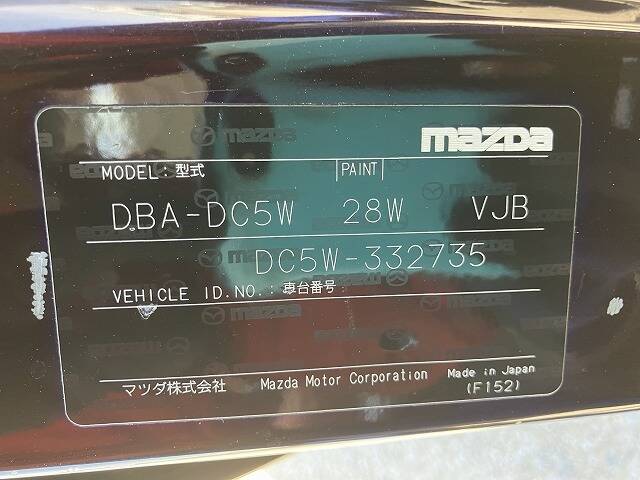 mazda
MODEL : 型式 PAINT
DBA-DC5W 28W VJB
DC5W-332735
VEHICLE ID.NO.: 車台番号
マツダ株式会社 Mazda Motor Corporation Made in Japan
(F152)